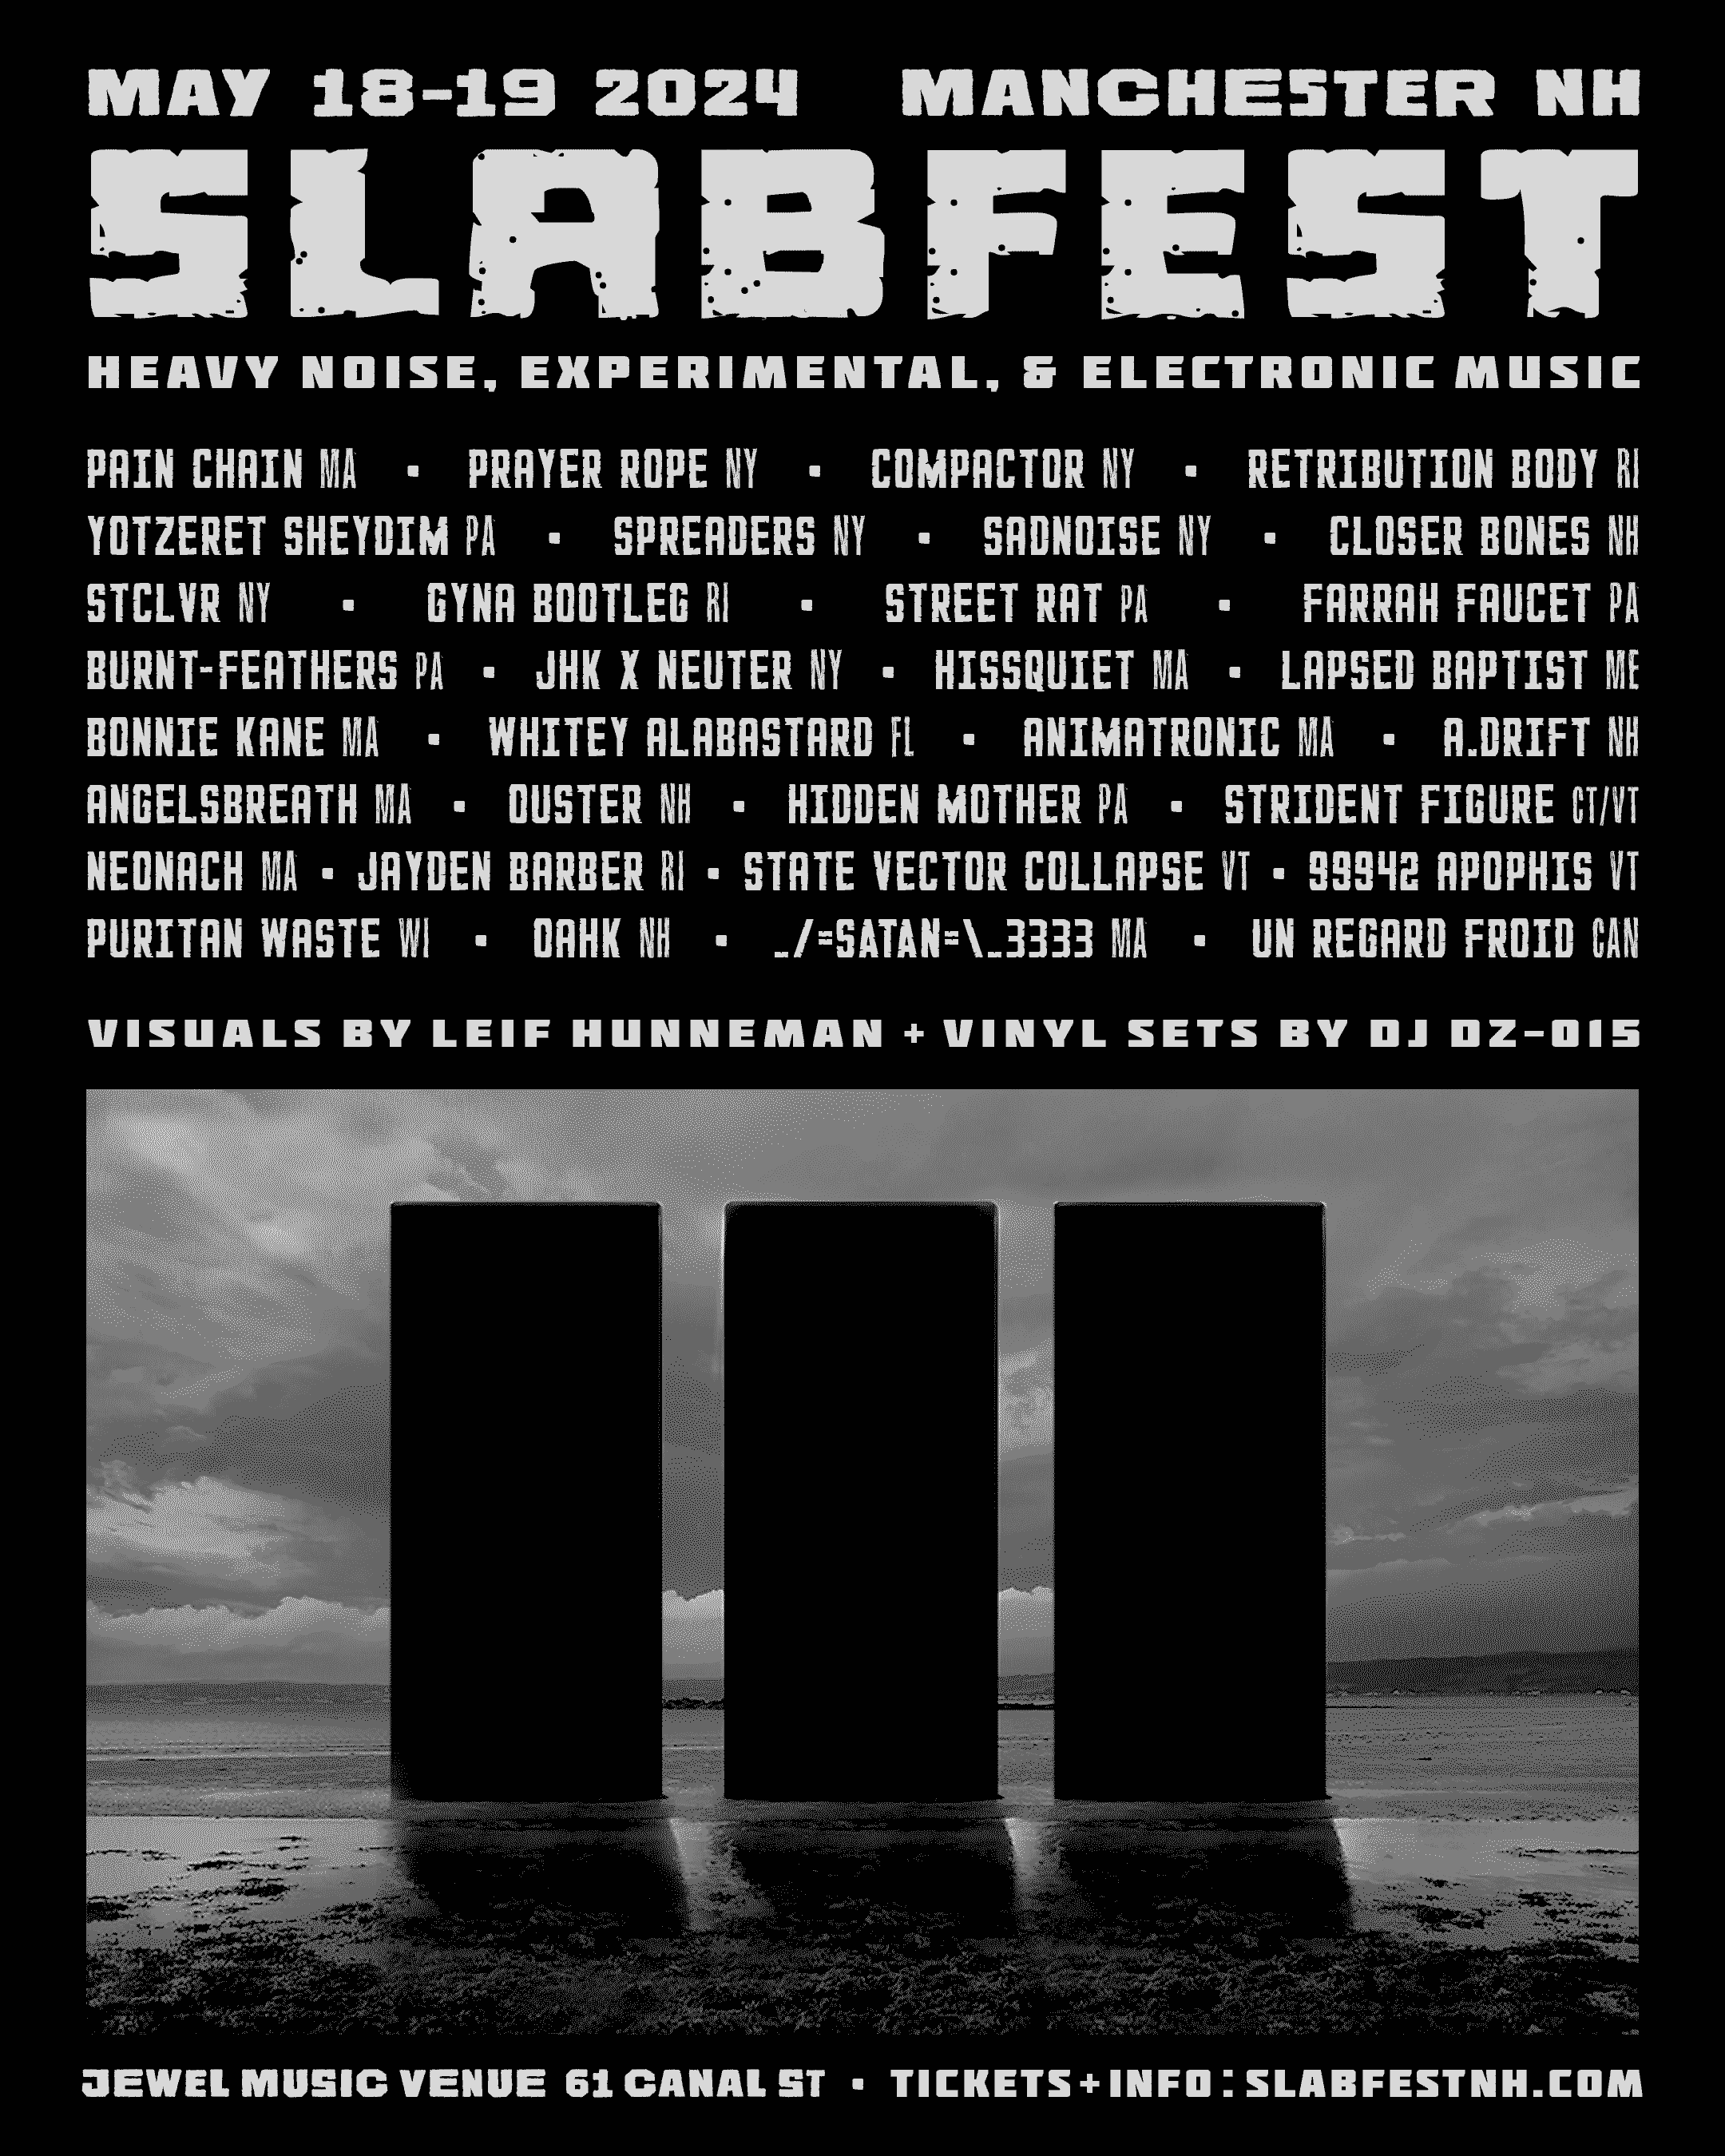 MAY 18-19 2024 MANCHESTER NH
SLABFEST
HEAVY NOISE, EXPERIMENTAL, & ELECTRONIC MUSIC
PAIN CHAIN MA · PRAYER ROPE NY · COMPACTOR NY · RETRIBUTION BODY RI
YOTZERET SHEYDIM PA · SPREADERS NY · SADNOISE NY · CLOSER BONES NH
STCLVR NY · GYNA BOOTLEG RI · STREET RAT PA · FARRAH FAUCET PA
BURNT-FEATHERS PA · JHK X NEUTER NY · HISSQUIET MA · LAPSED BAPTIST ME
BONNIE KANE MA · WHITEY ALABASTARD FL · ANIMATRONIC MA · A.DRIFT NH
ANGELSBREATH MA · OUSTER NH · HIDDEN MOTHER PA · STRIDENT FIGURE CT/VT
NEONACH MA · JAYDEN BARBER RI · STATE VECTOR COLLAPSE VT · 99942 APOPHIS VT
PURITAN WASTE WI · OAHK NH · _/=SATAN=\_3333 MA · UN REGARD FROID CAN
VISUALS BY LEIF HUNNEMAN + VINYL SETS BY DJ DZ-015
JEWEL MUSIC VENUE 61 CANAL ST · TICKETS+INFO:SLABFESTNH.COM